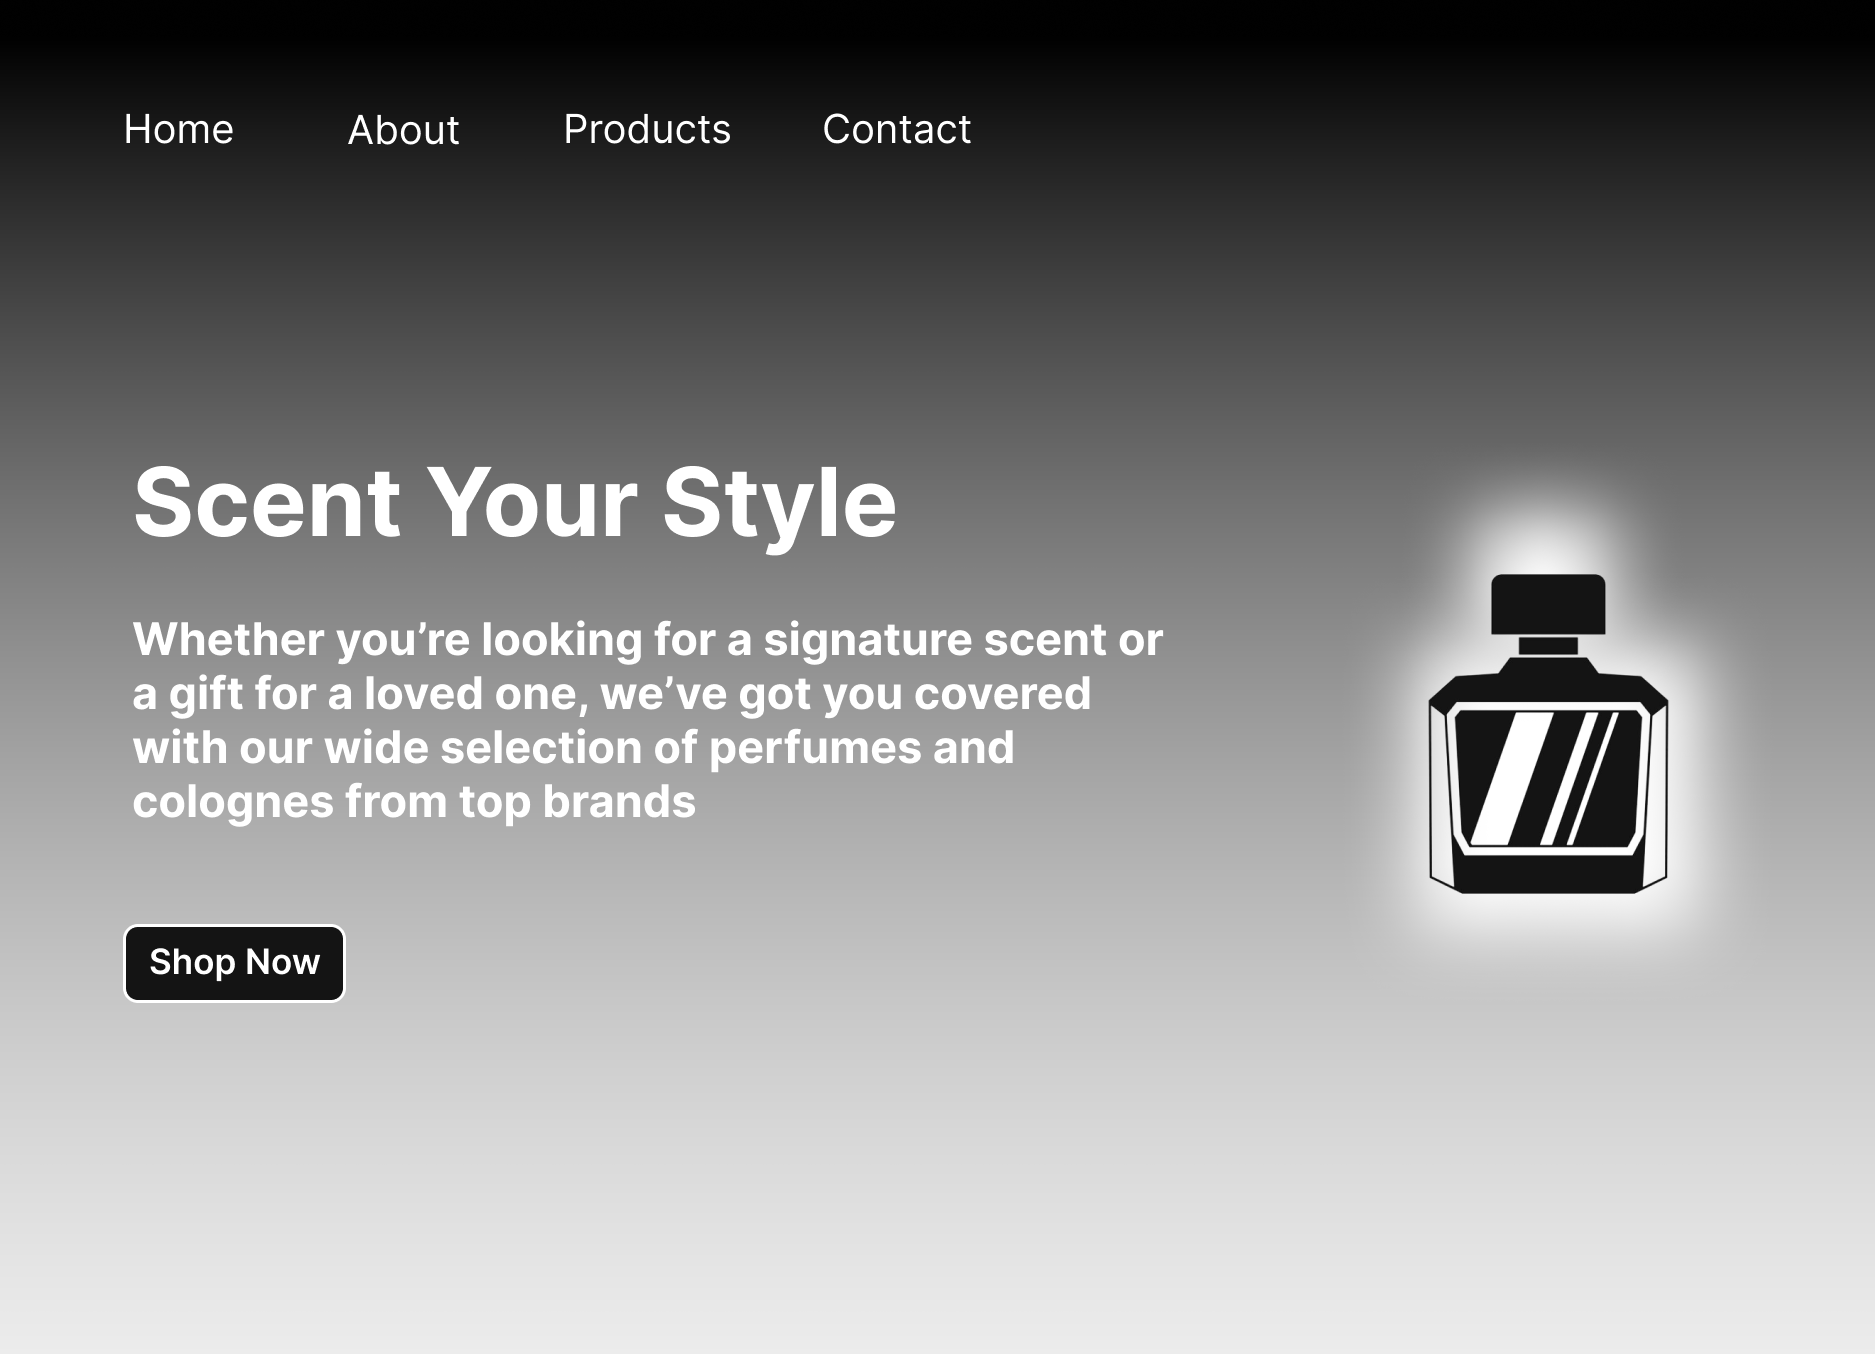 Home About Products Contact
Scent Your Style
Whether you’re looking for a signature scent or
a gift for a loved one, we’ve got you covered
with our wide selection of perfumes and
colognes from top brands
Shop Now